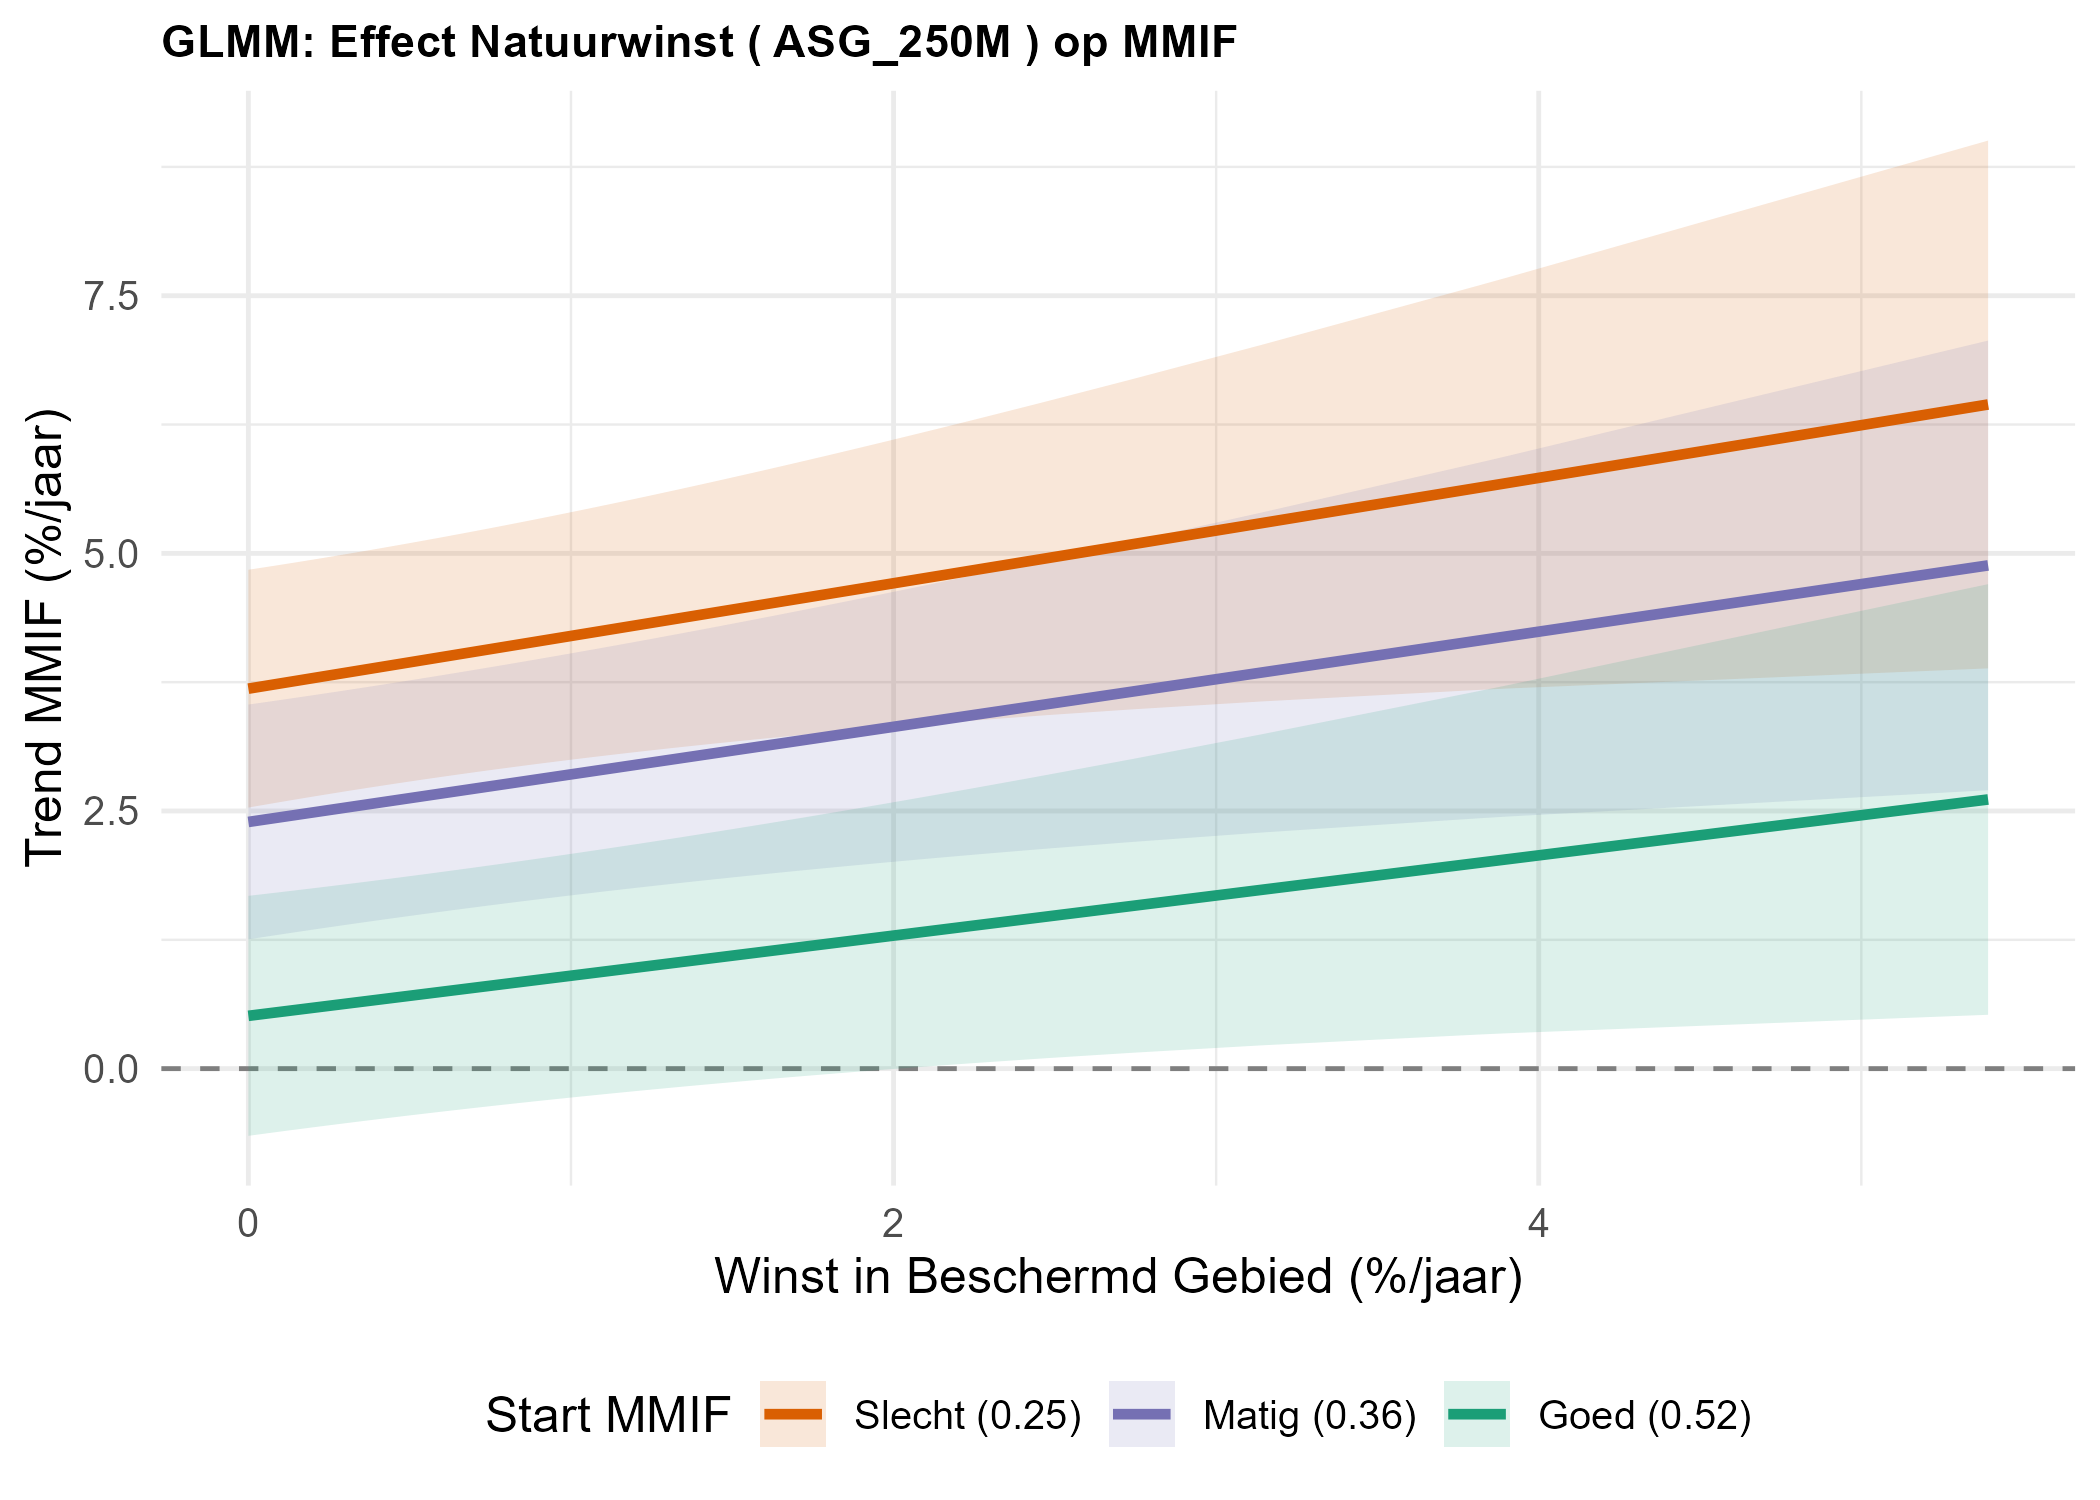 GLMM: Effect Natuurwinst ( ASG_250M ) op MMIF
Trend MMIF (%/jaar)
7.5
5.0
2.5
0.0
0 2 4
Winst in Beschermd Gebied (%/jaar)
Start MMIF Slecht (0.25) Matig (0.36) Goed (0.52)